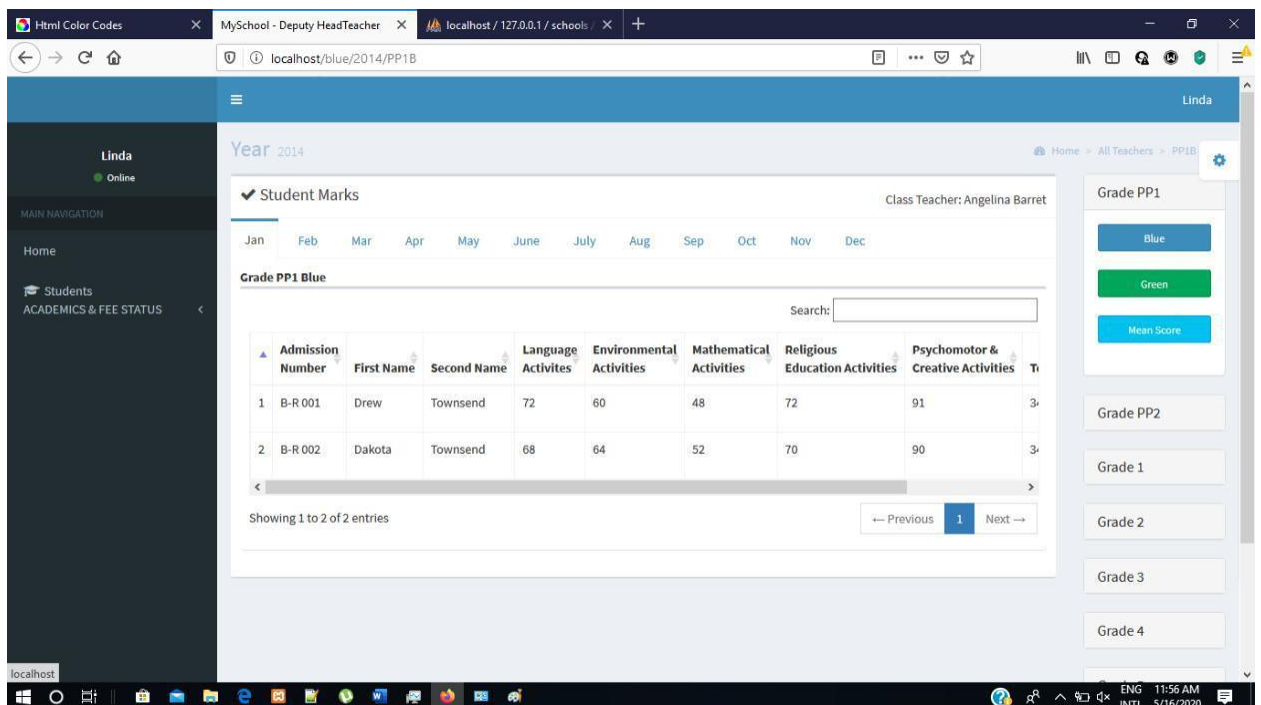 Html Color Codes
MySchool - Deputy HeadTeacher
localhost / 127.0.0.1 / schools /
localhost/blue/2014/PP1B
Linda
Linda
Online
MAIN NAVIGATION
Home
Students
ACADEMICS & FEE STATUS
Year 2014
Home > All Teachers > PP1B
Student Marks
Class Teacher: Angelina Barret
Jan Feb Mar Apr May June July Aug Sep Oct Nov Dec
Grade PP1 Blue
Search:
Admission Number First Name Second Name Language Activites Environmental Activities Mathematical Activities Religious Education Activities Psychomotor & Creative Activities
1 B-R 001 Drew Townsend 72 60 48 72 91
2 B-R 002 Dakota Townsend 68 64 52 70 90
Showing 1 to 2 of 2 entries
← Previous 1 Next →
Grade PP1
Blue
Green
Mean Score
Grade PP2
Grade 1
Grade 2
Grade 3
Grade 4
localhost
ENG 11:56 AM
INTL 5/16/2020